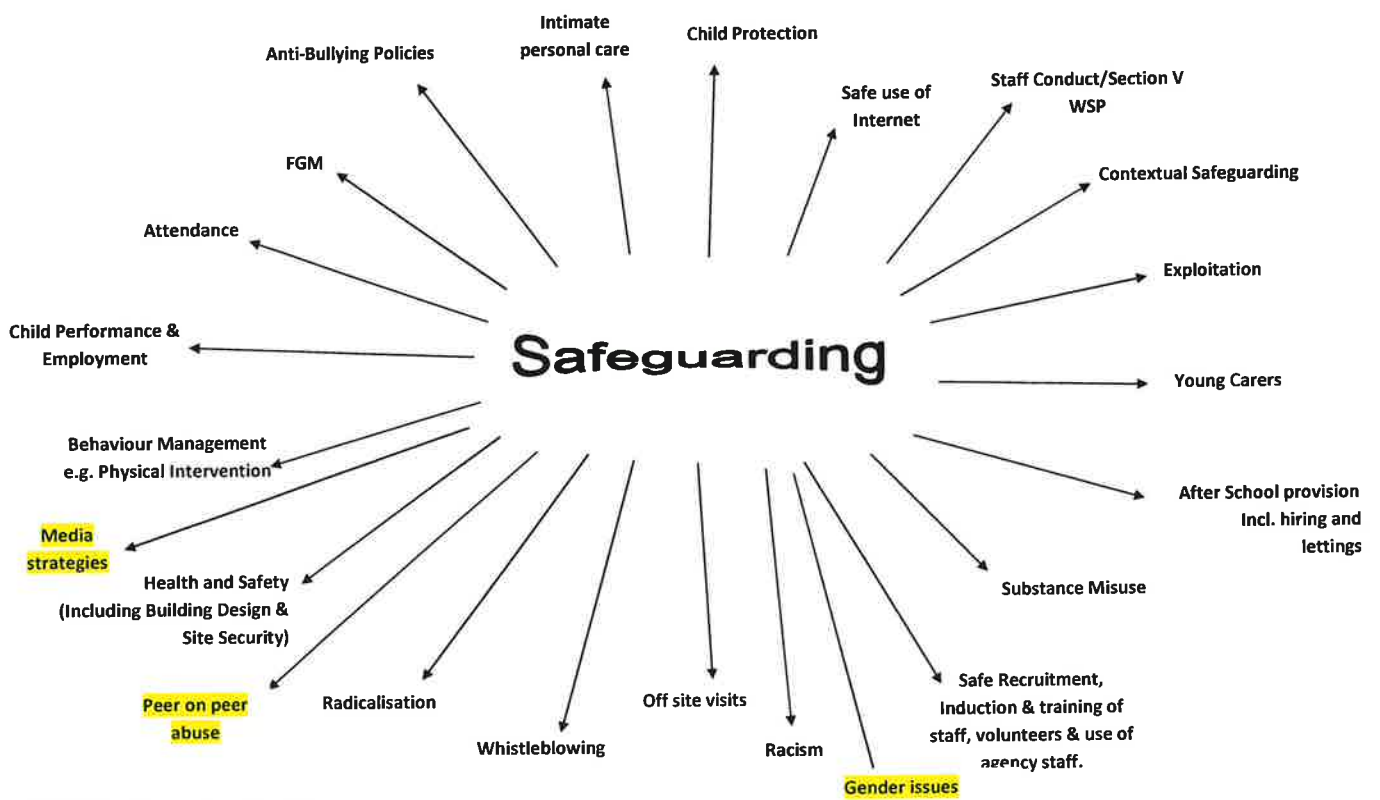 Intimate
personal care
Child Protection
Anti-Bullying Policies
Staff Conduct/Section V
WSP
Safe use of
Internet
FGM
Contextual Safeguarding
Attendance
Exploitation
Child Performance &
Employment
Safeguarding
Young Carers
Behaviour Management
e.g. Physical Intervention
After School provision
Incl. hiring and
lettings
Media
strategies
Health and Safety
(Including Building Design &
Site Security)
Substance Misuse
Peer on peer
abuse
Radicalisation
Off site visits
Safe Recruitment,
Induction & training of
staff, volunteers & use of
agency staff.
Whistleblowing
Racism
Gender issues